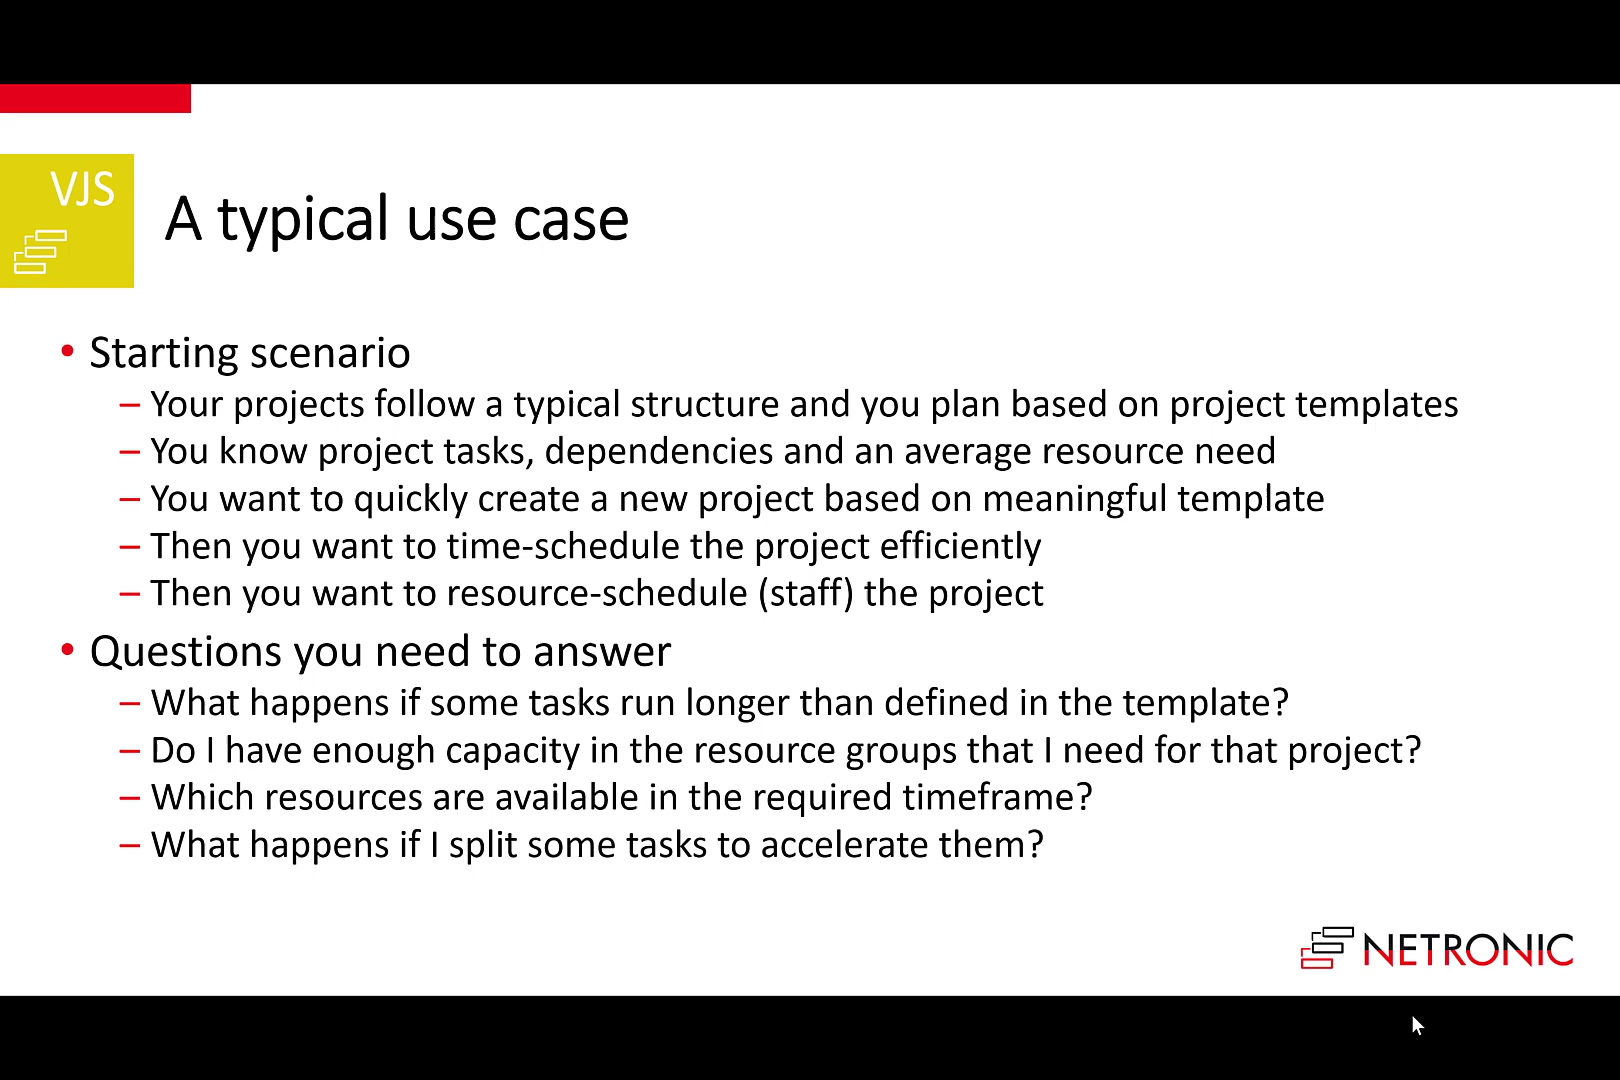 VJS
A typical use case
• Starting scenario
– Your projects follow a typical structure and you plan based on project templates
– You know project tasks, dependencies and an average resource need
– You want to quickly create a new project based on meaningful template
– Then you want to time-schedule the project efficiently
– Then you want to resource-schedule (staff) the project
• Questions you need to answer
– What happens if some tasks run longer than defined in the template?
– Do I have enough capacity in the resource groups that I need for that project?
– Which resources are available in the required timeframe?
– What happens if I split some tasks to accelerate them?
NETRONIC